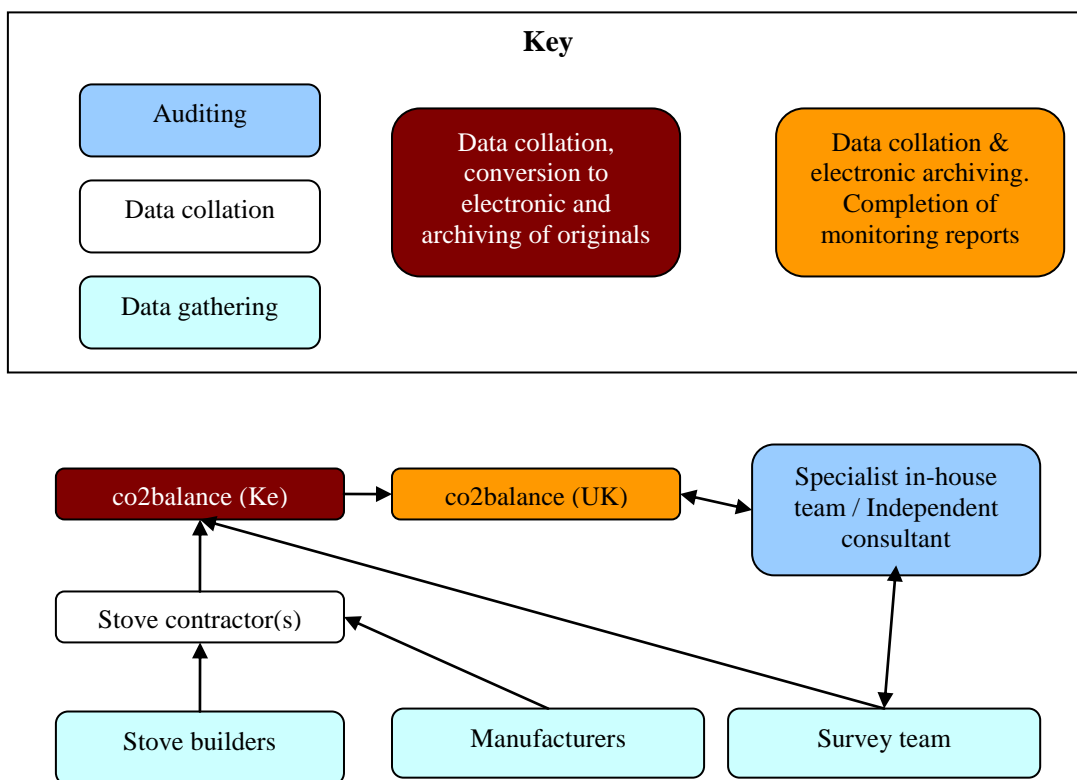 Key
Auditing
Data collation
Data gathering
Data collation,
conversion to
electronic and
archiving of originals
Data collation &
electronic archiving.
Completion of
monitoring reports
co2balance (Ke)
co2balance (UK)
Specialist in-house
team / Independent
consultant
Stove contractor(s)
Stove builders
Manufacturers
Survey team